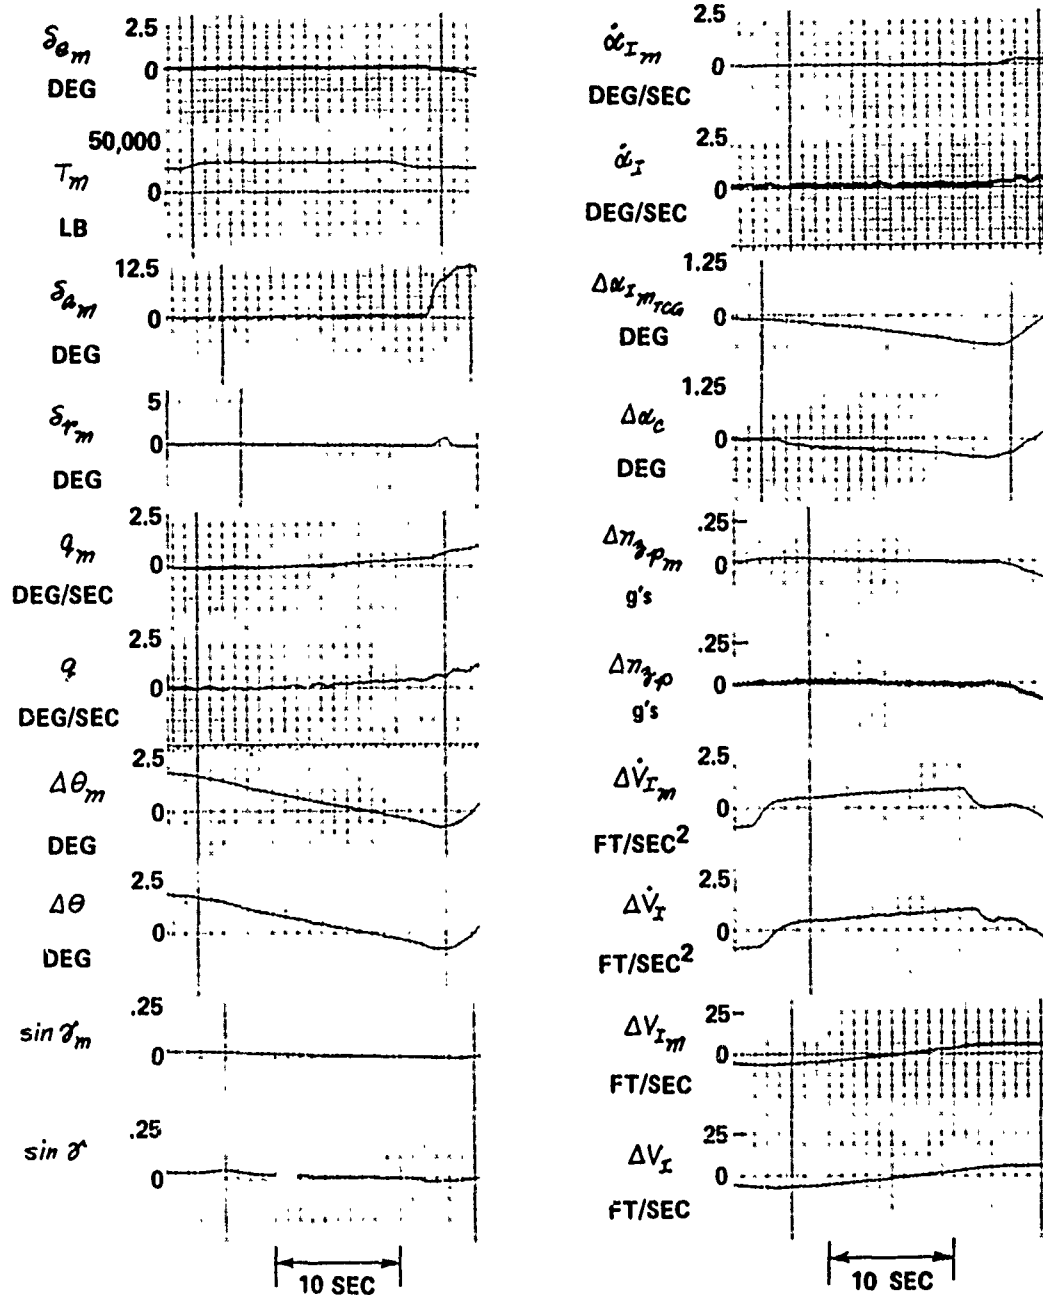 2.5
δe_m
0
DEG
50,000
T_m
0
LB
12.5
δa_m
0
DEG
5
δr_m
0
DEG
2.5
q_m
0
DEG/SEC
2.5
q
0
DEG/SEC
2.5
Δθ_m
0
DEG
2.5
Δθ
0
DEG
.25
sin γ_m
0
.25
sin γ
0
10 SEC
2.5
α̇_I_m
0
DEG/SEC
2.5
α̇_I
0
DEG/SEC
1.25
Δα_I_m_TCG
0
DEG
1.25
Δα_c
0
DEG
.25
Δn_z_p_m
0
g's
.25
Δn_z_p
0
g's
2.5
ΔV̇_I_m
0
FT/SEC²
2.5
ΔV̇_I
0
FT/SEC²
25
ΔV_I_m
0
FT/SEC
25
ΔV_I
0
FT/SEC
10 SEC